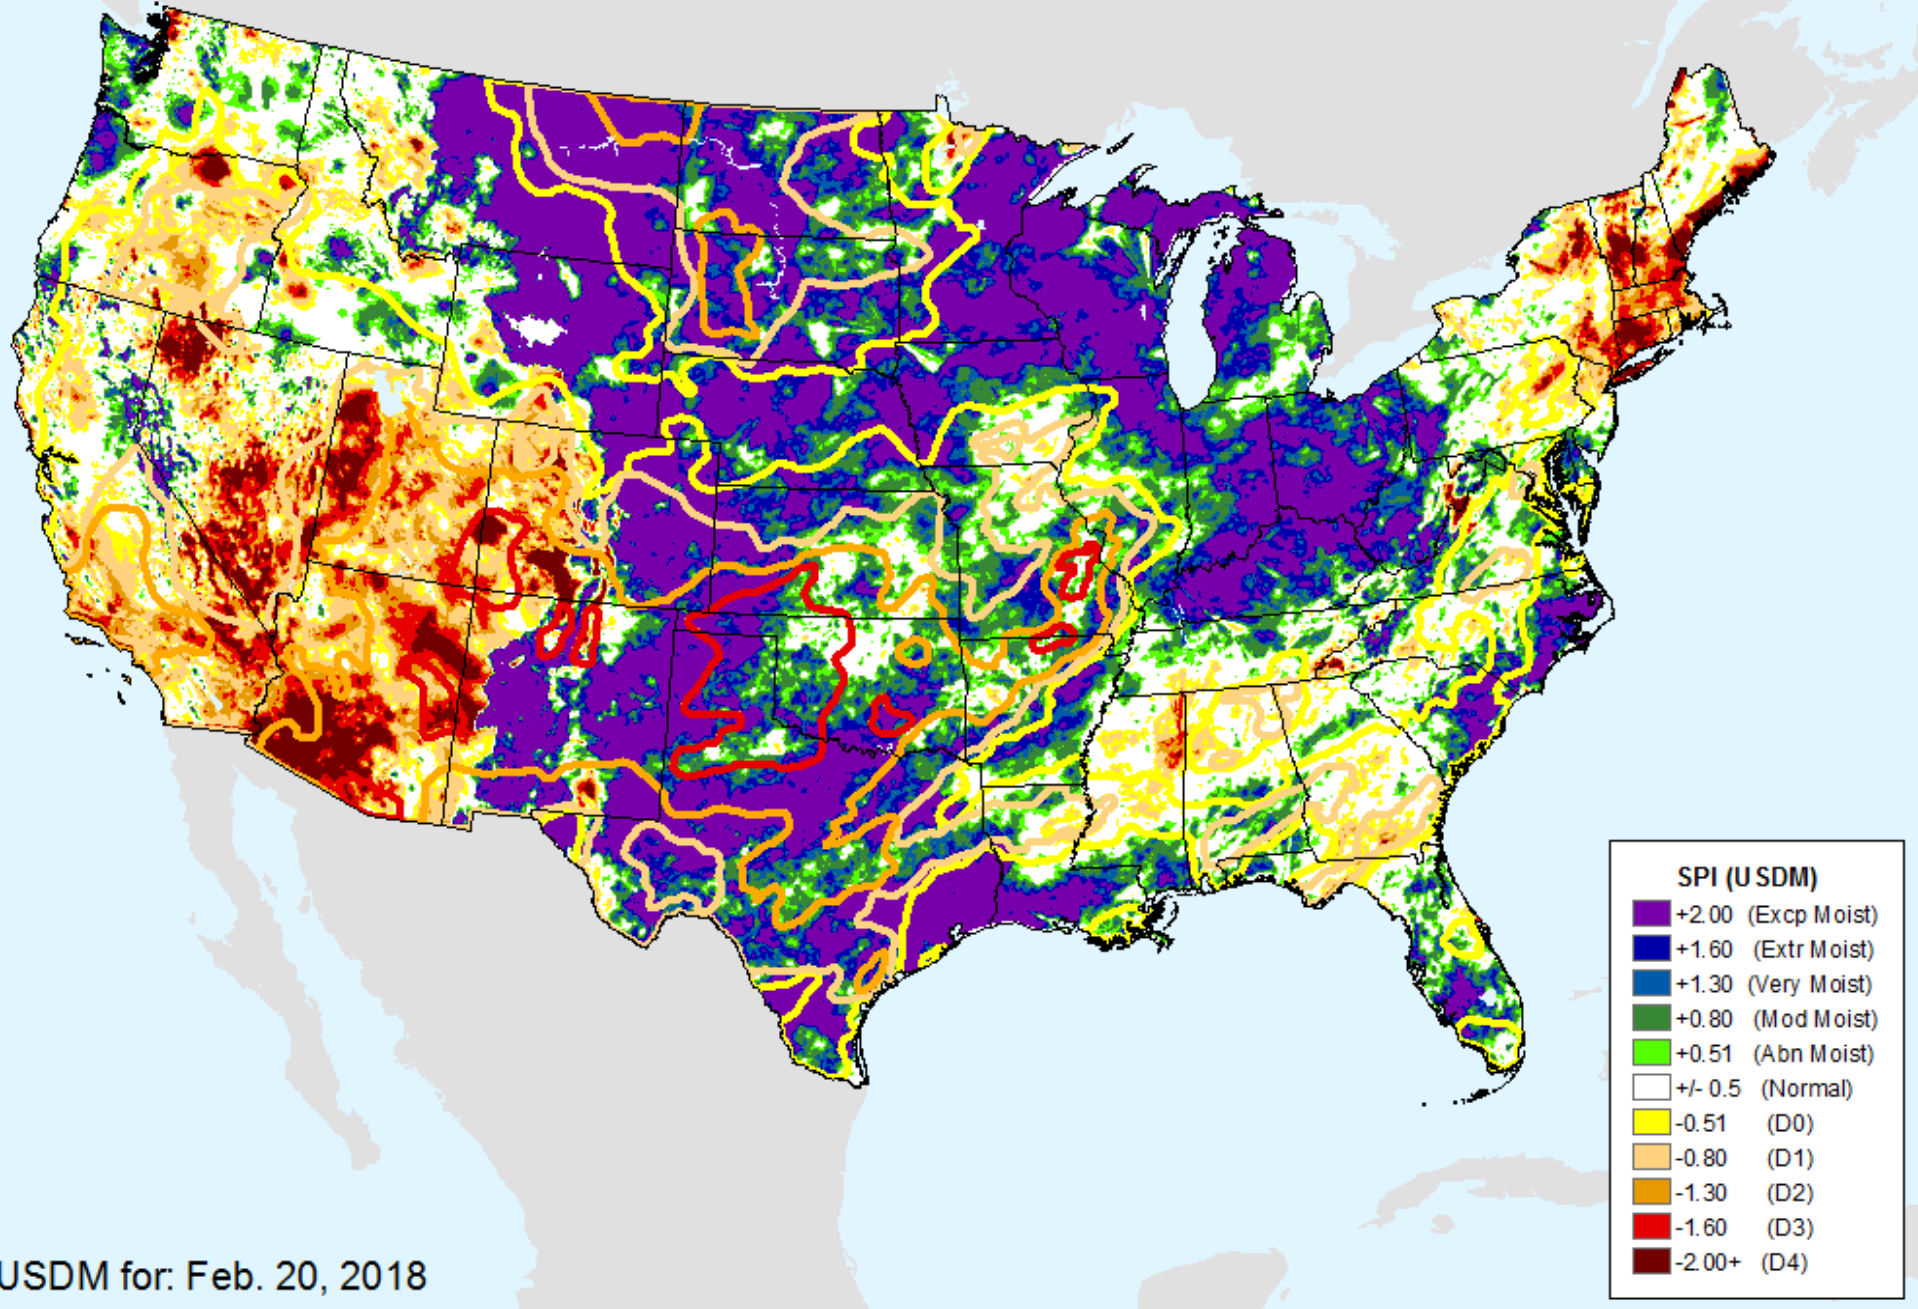 SPI (USDM)
+2.00 (Excp Moist)
+1.60 (Extr Moist)
+1.30 (Very Moist)
+0.80 (Mod Moist)
+0.51 (Abn Moist)
+/- 0.5 (Normal)
-0.51 (D0)
-0.80 (D1)
-1.30 (D2)
-1.60 (D3)
-2.00+ (D4)
USDM for: Feb. 20, 2018